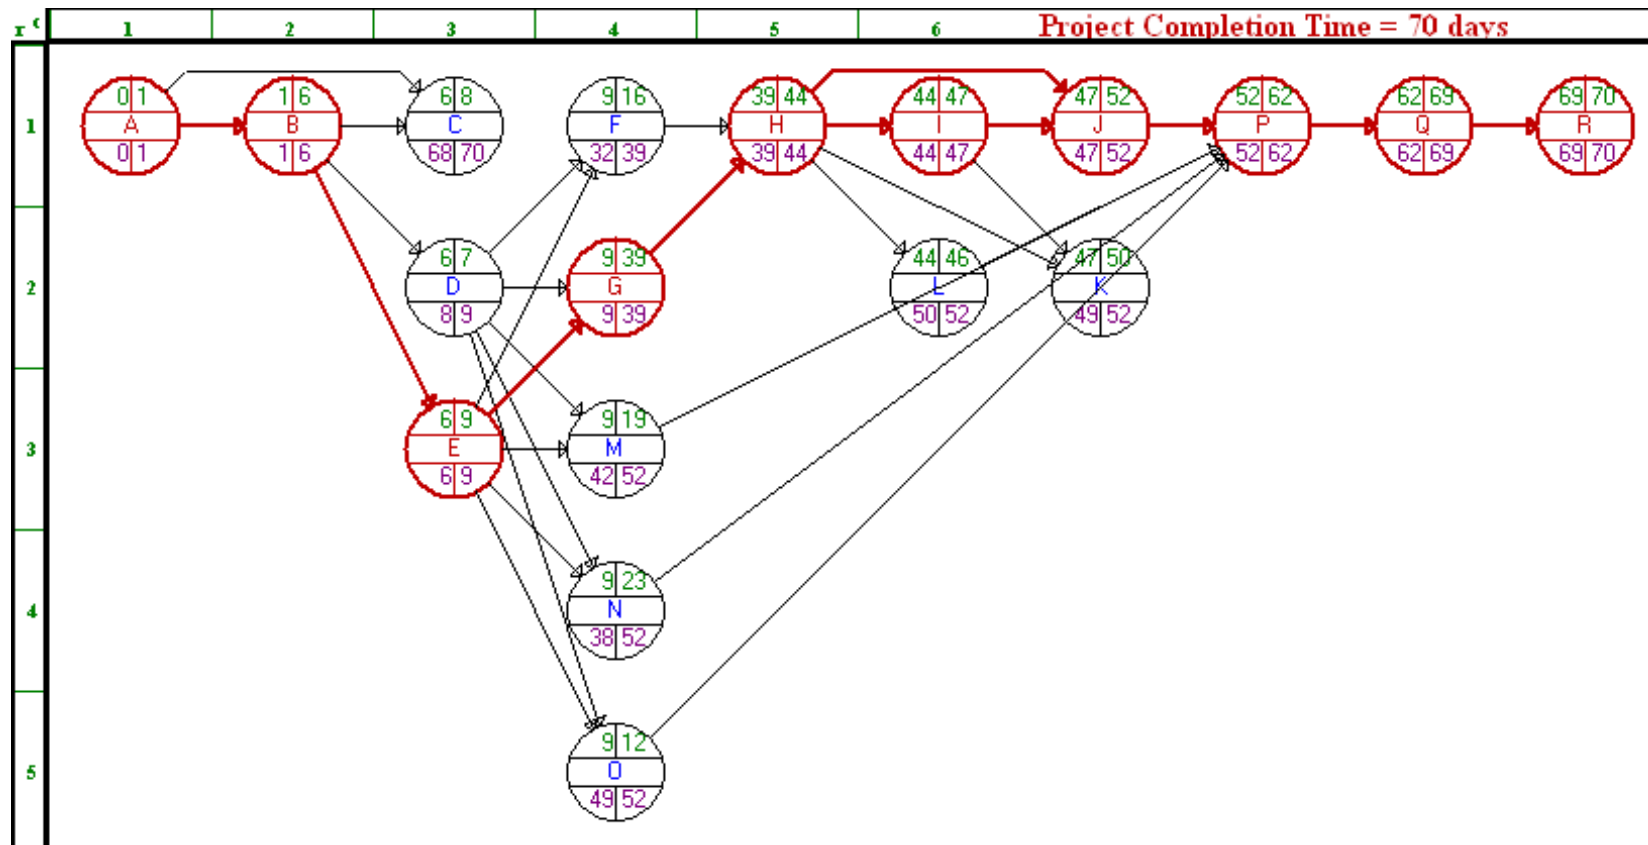 r c 1 2 3 4 5 6 Project Completion Time = 70 days
1
0 1 1 6 6 8 9 16 39 44 44 47 47 52 52 62 62 69 69 70
A B C F H I J P Q R
0 1 1 6 68 70 32 39 39 44 44 47 47 52 52 62 62 69 69 70
2
6 7 9 39 44 46 47 50
D G L K
8 9 9 39 50 52 49 52
3
6 9 9 19
E M
6 9 42 52
4
9 23
N
38 52
5
9 12
O
49 52